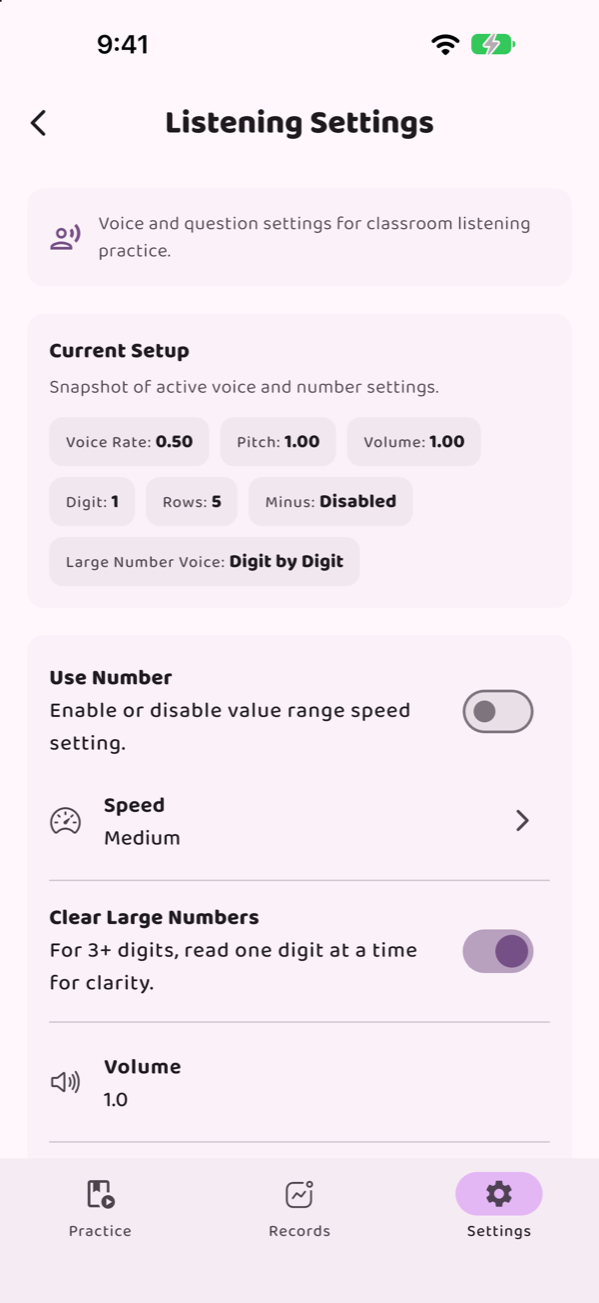 9:41
Listening Settings
Voice and question settings for classroom listening
practice.
Current Setup
Snapshot of active voice and number settings.
Voice Rate: 0.50 Pitch: 1.00 Volume: 1.00
Digit: 1 Rows: 5 Minus: Disabled
Large Number Voice: Digit by Digit
Use Number
Enable or disable value range speed
setting.
Speed
Medium
Clear Large Numbers
For 3+ digits, read one digit at a time
for clarity.
Volume
1.0
Practice Records Settings